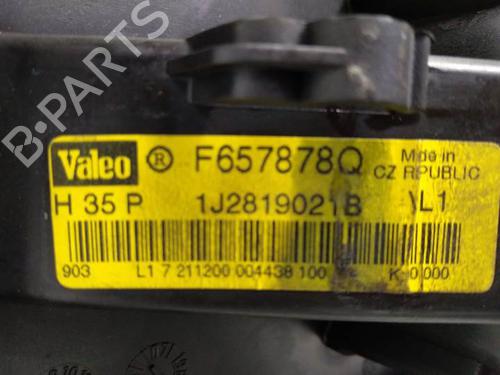 B-PARTS
Valeo ® F657878Q Made in
CZ RPUBLIC
H 35 P 1J2819021B \L1
903 L1 7 211200 004438 100 K 0.000